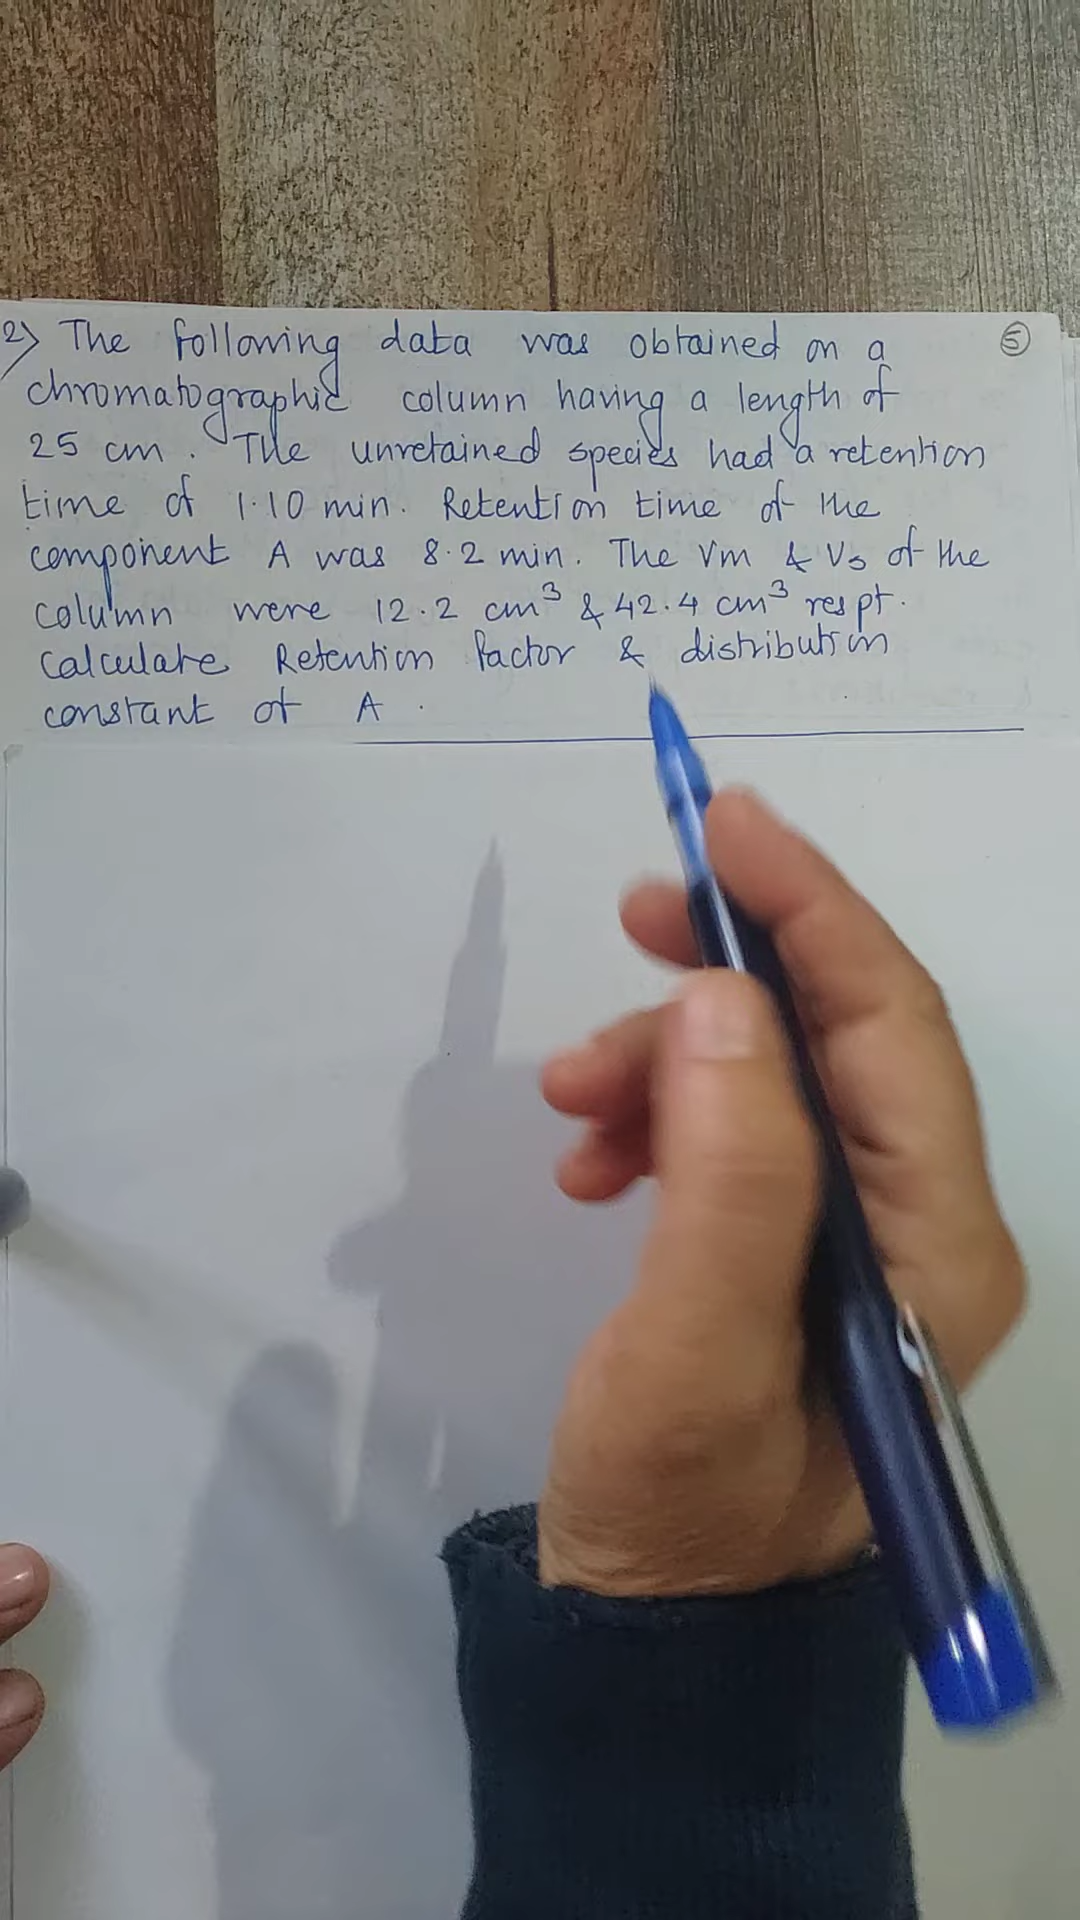 2) The following data was obtained on a ⑤
chromatographic column having a length of
25 cm. The unretained species had a retention
time of 1.10 min. Retention time of the
component A was 8.2 min. The Vm & Vs of the
column were 12.2 cm³ & 42.4 cm³ respt.
Calculate Retention factor & distribution
constant of A.